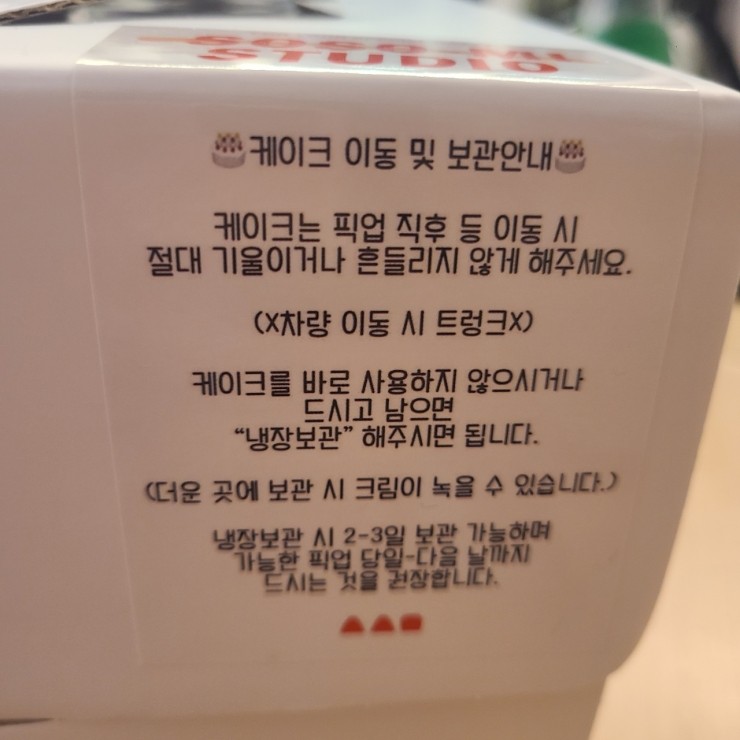 STUDIO
케이크 이동 및 보관안내
케이크는 픽업 직후 등 이동 시
절대 기울이거나 흔들리지 않게 해주세요.
(X차량 이동 시 트렁크X)
케이크를 바로 사용하지 않으시거나
드시고 남으면
“냉장보관” 해주시면 됩니다.
(더운 곳에 보관 시 크림이 녹을 수 있습니다.)
냉장보관 시 2-3일 보관 가능하며
가능한 픽업 당일-다음 날까지
드시는 것을 권장합니다.